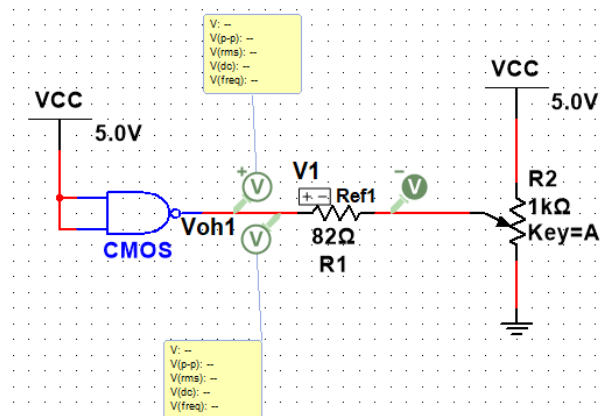 V: --
V(p-p): --
V(rms): --
V(dc): --
V(freq): --
VCC
5.0V
VCC
5.0V
+
V
V1
+ -
Ref1
-
V
Voh1
V
CMOS
82Ω
R1
R2
1kΩ
Key=A
V: --
V(p-p): --
V(rms): --
V(dc): --
V(freq): --